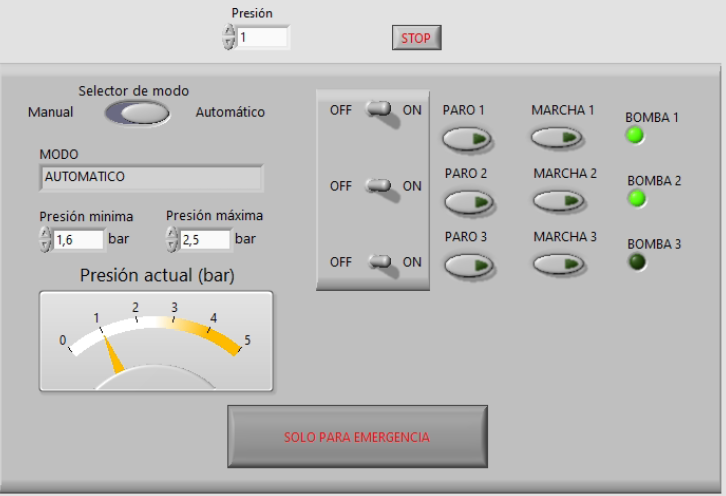 Presión
1
STOP
Selector de modo
Manual
Automático
MODO
AUTOMATICO
Presión minima
1,6
bar
Presión máxima
2,5
bar
Presión actual (bar)
0
1
2
3
4
5
OFF
ON
OFF
ON
OFF
ON
PARO 1
MARCHA 1
BOMBA 1
PARO 2
MARCHA 2
BOMBA 2
PARO 3
MARCHA 3
BOMBA 3
SOLO PARA EMERGENCIA